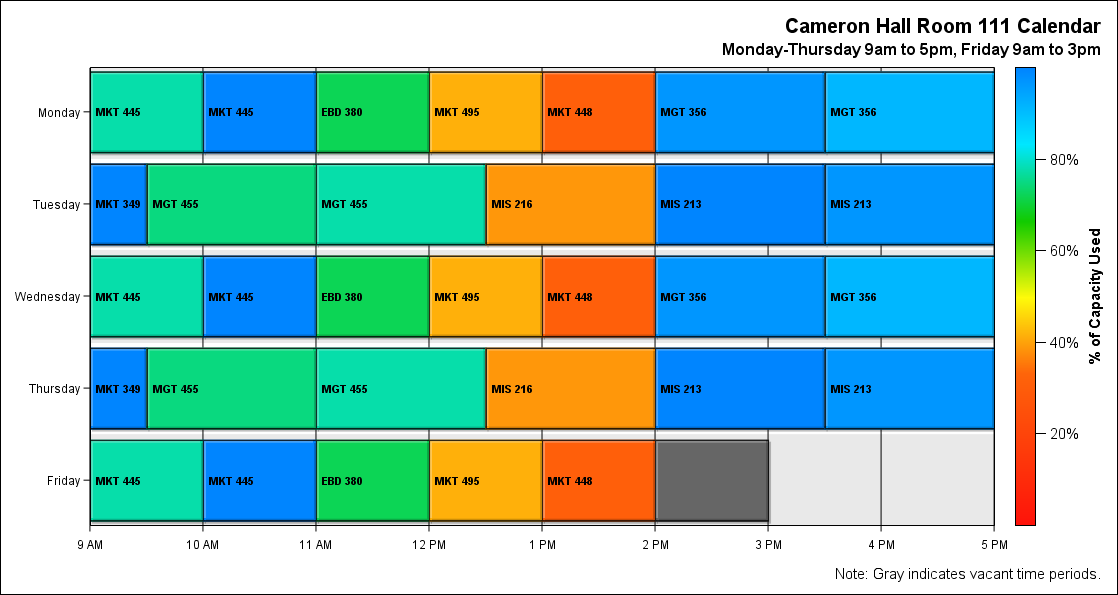 Cameron Hall Room 111 Calendar
Monday-Thursday 9am to 5pm, Friday 9am to 3pm
Monday MKT 445 MKT 445 EBD 380 MKT 495 MKT 448 MGT 356 MGT 356
Tuesday MKT 349 MGT 455 MGT 455 MIS 216 MIS 213 MIS 213
Wednesday MKT 445 MKT 445 EBD 380 MKT 495 MKT 448 MGT 356 MGT 356
Thursday MKT 349 MGT 455 MGT 455 MIS 216 MIS 213 MIS 213
Friday MKT 445 MKT 445 EBD 380 MKT 495 MKT 448
9 AM 10 AM 11 AM 12 PM 1 PM 2 PM 3 PM 4 PM 5 PM
80%
60%
40%
20%
% of Capacity Used
Note: Gray indicates vacant time periods.